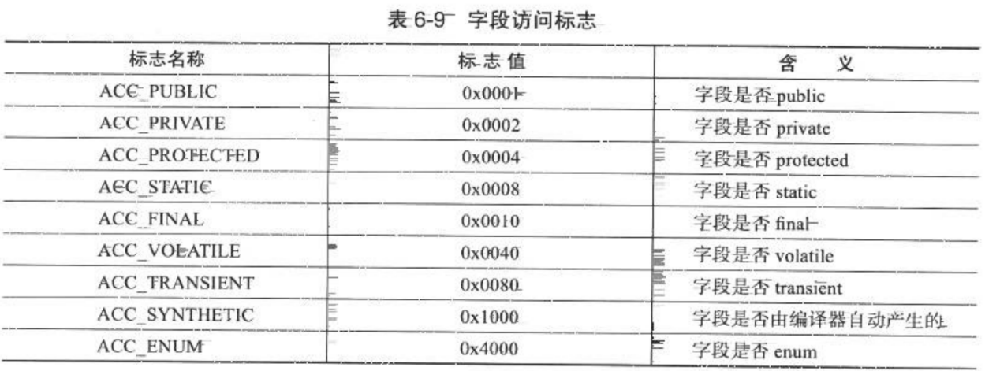 表 6-9 字段访问标志
标志名称 标志值 含义
ACC_PUBLIC 0x0001 字段是否 public
ACC_PRIVATE 0x0002 字段是否 private
ACC_PROTECTED 0x0004 字段是否 protected
ACC_STATIC 0x0008 字段是否 static
ACC_FINAL 0x0010 字段是否 final
ACC_VOLATILE 0x0040 字段是否 volatile
ACC_TRANSIENT 0x0080 字段是否 transient
ACC_SYNTHETIC 0x1000 字段是否由编译器自动产生的
ACC_ENUM 0x4000 字段是否 enum